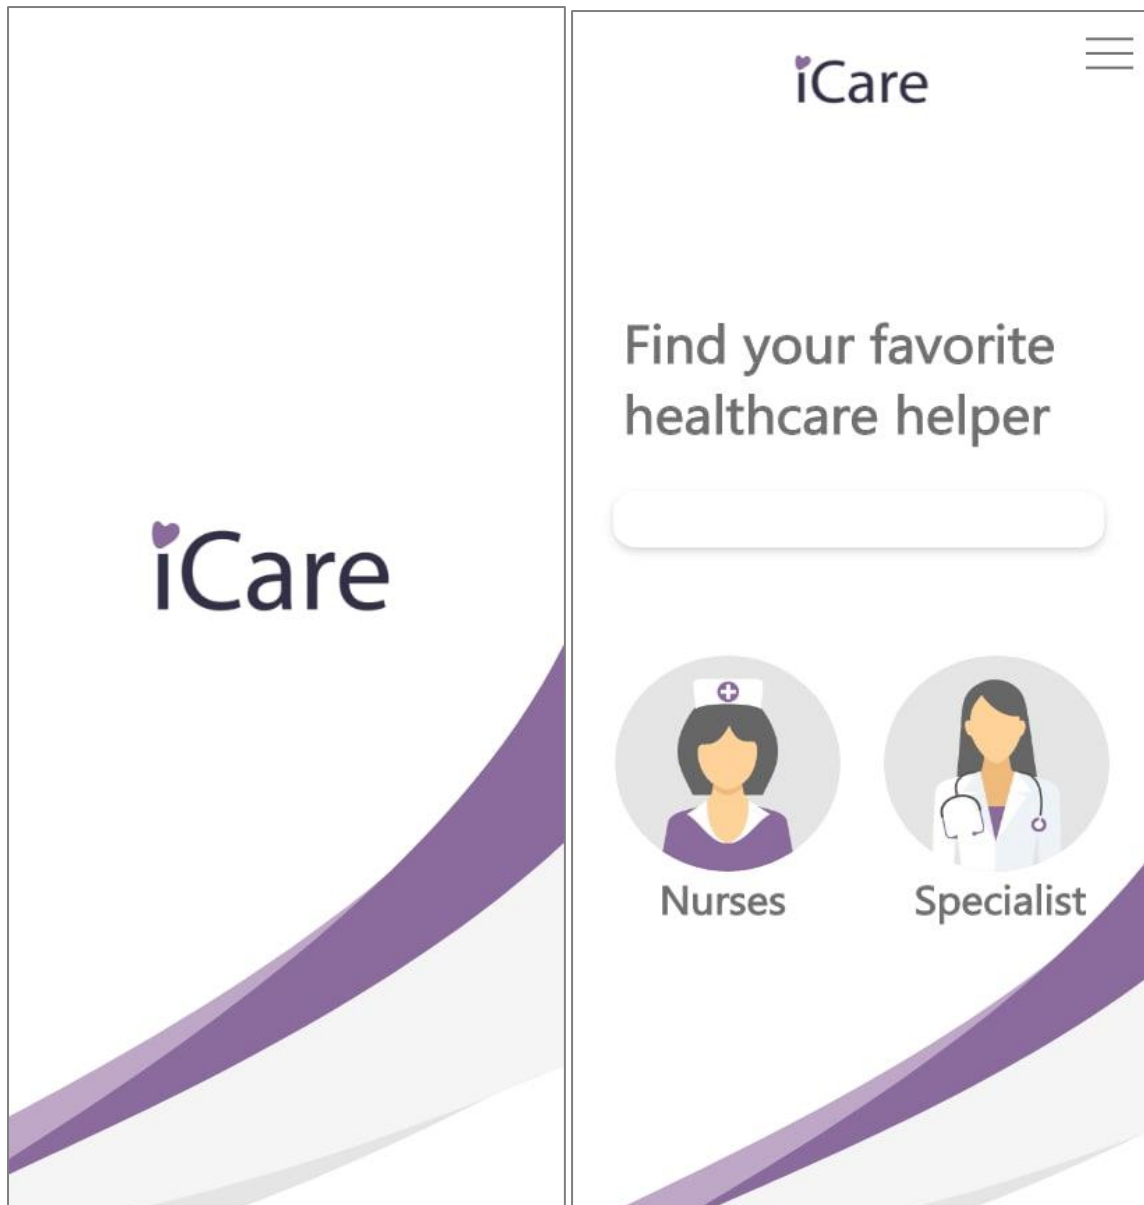 iCare
iCare
Find your favorite
healthcare helper
Nurses
Specialist